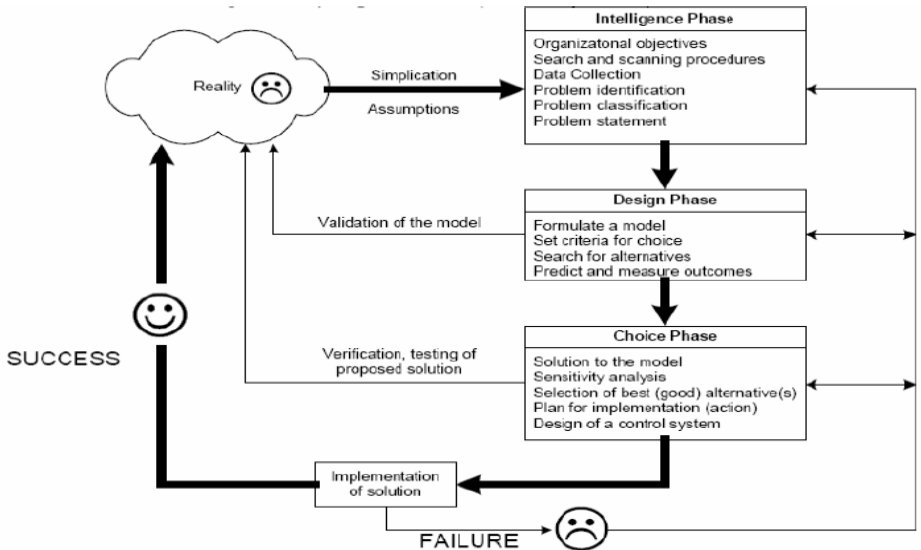 Intelligence Phase
Organizatonal objectives
Search and scanning procedures
Data Collection
Problem identification
Problem classification
Problem statement
Reality
Simplication
Assumptions
Design Phase
Formulate a model
Set criteria for choice
Search for alternatives
Predict and measure outcomes
Validation of the model
Choice Phase
Solution to the model
Sensitivity analysis
Selection of best (good) alternative(s)
Plan for implementation (action)
Design of a control system
Verification, testing of
proposed solution
SUCCESS
Implementation
of solution
FAILURE